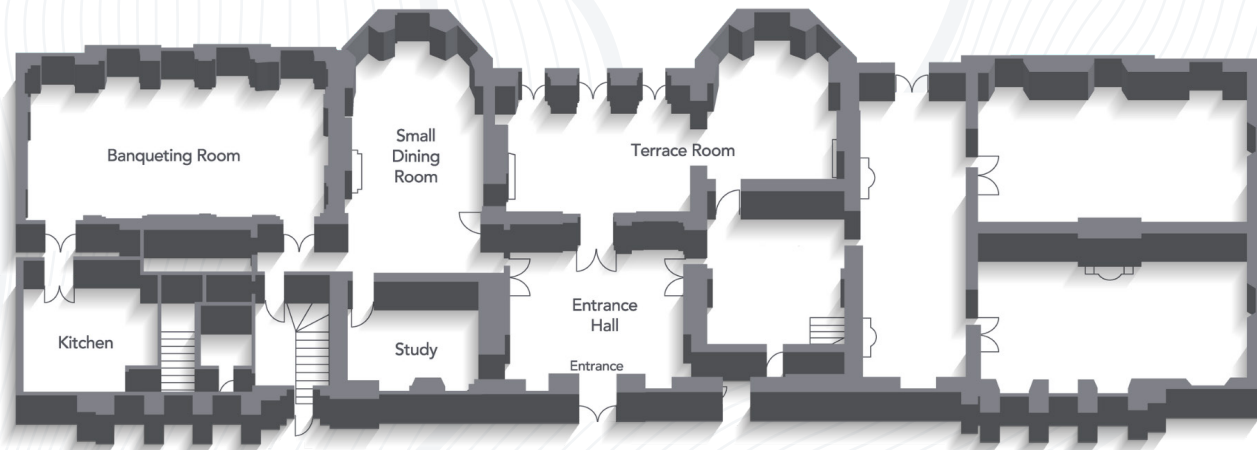 Banqueting Room
Small
Dining
Room
Terrace Room
Kitchen
Study
Entrance
Hall
Entrance